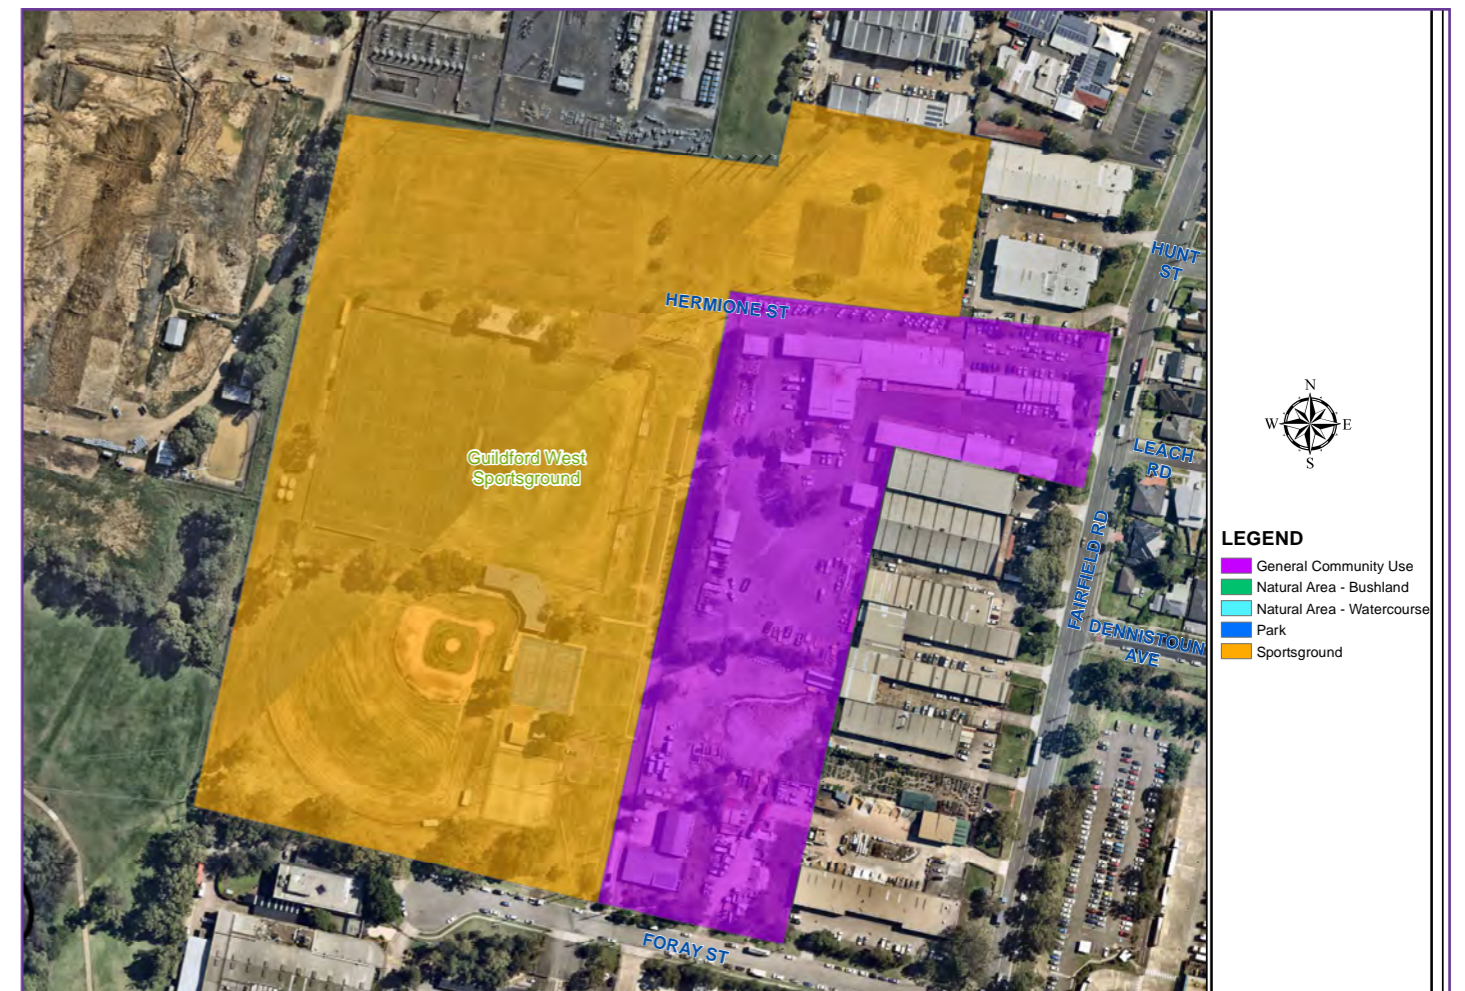 HUNT
ST
HERMIONE ST
N
W
E
S
Guildford West
Sportsground
LEACH
RD
FAIRFIELD RD
DENNISTOUN
AVE
FORAY ST
LEGEND
General Community Use
Natural Area - Bushland
Natural Area - Watercourse
Park
Sportsground